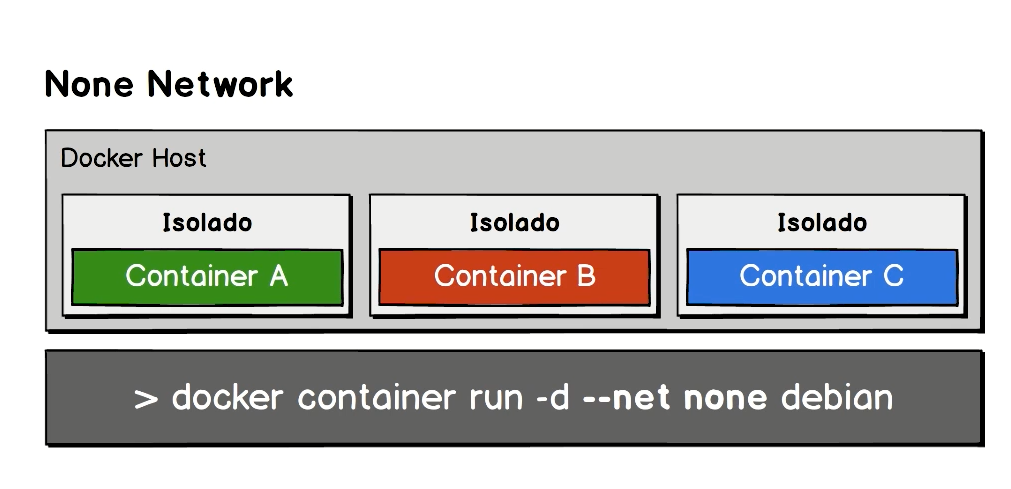 None Network
Docker Host
Isolado
Container A
Isolado
Container B
Isolado
Container C
> docker container run -d --net none debian